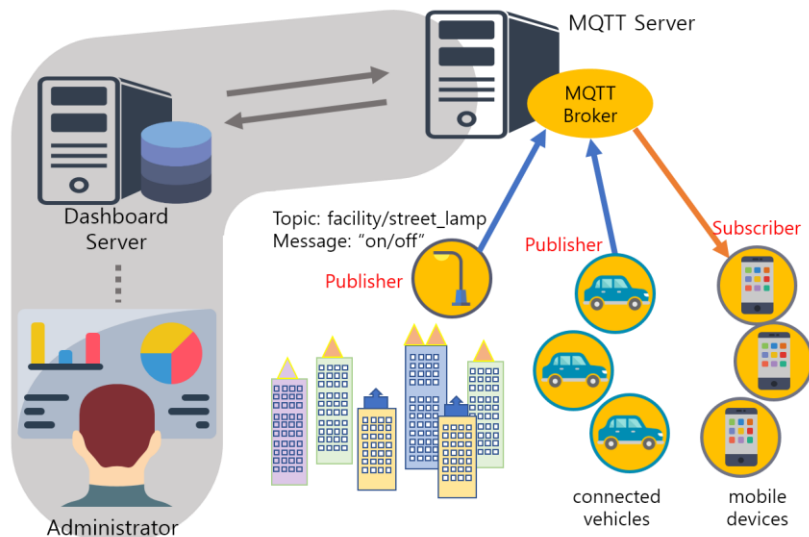 MQTT Server
MQTT
Broker
Dashboard
Server
Topic: facility/street_lamp
Message: “on/off”
Publisher
Publisher
Subscriber
connected
vehicles
mobile
devices
Administrator